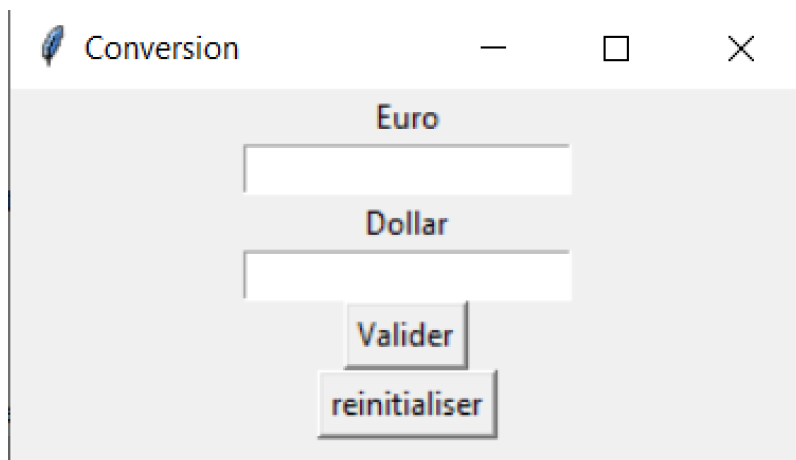 Conversion
Euro
Dollar
Valider
reinitialiser